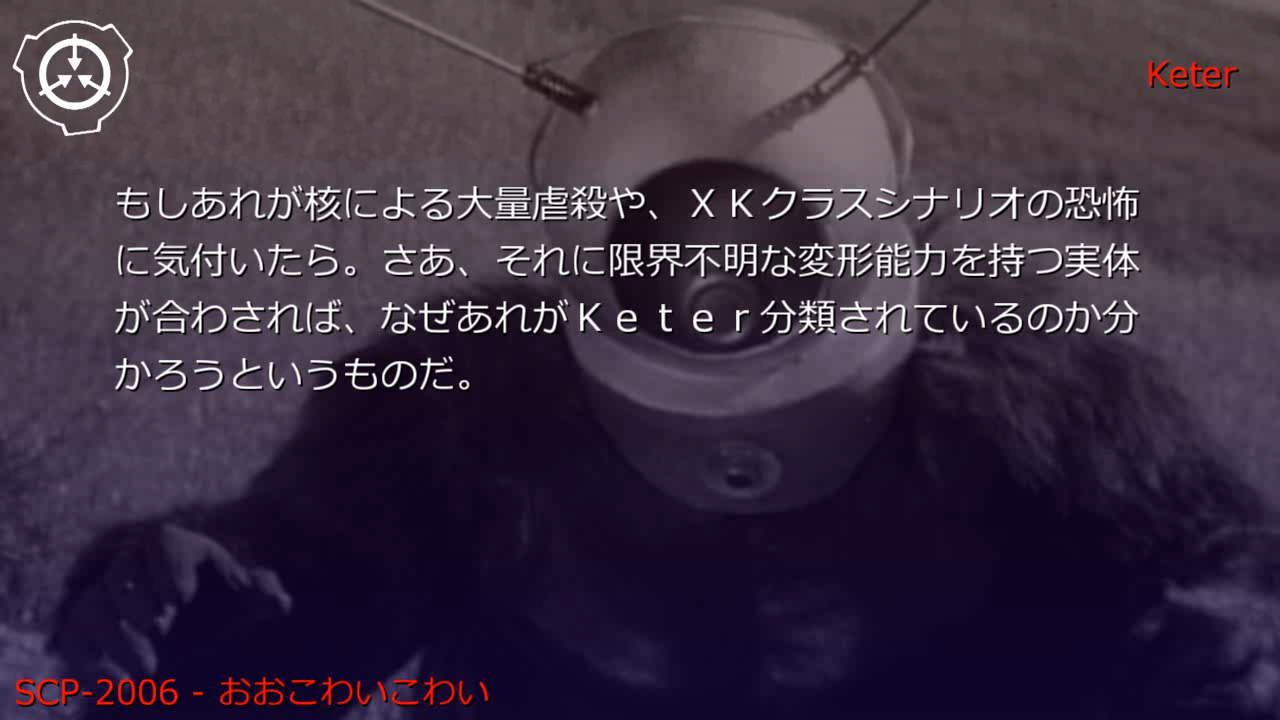 Keter
もしあれが核による大量虐殺や、ＸＫクラスシナリオの恐怖
に気付いたら。さあ、それに限界不明な変形能力を持つ実体
が合わされば、なぜあれがＫｅｔｅｒ分類されているのか分
かろうというものだ。
SCP-2006 - おおこわいこわい